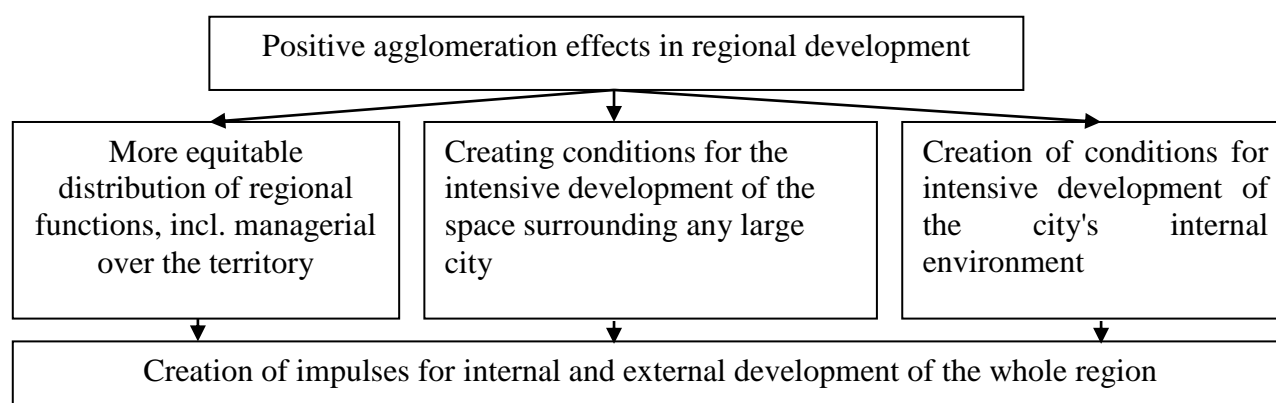 Positive agglomeration effects in regional development
More equitable
distribution of regional
functions, incl. managerial
over the territory
Creating conditions for the
intensive development of the
space surrounding any large
city
Creation of conditions for
intensive development of
the city's internal
environment
Creation of impulses for internal and external development of the whole region